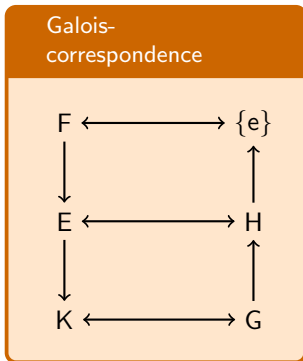 Galois-
correspondence
F {e}
E H
K G